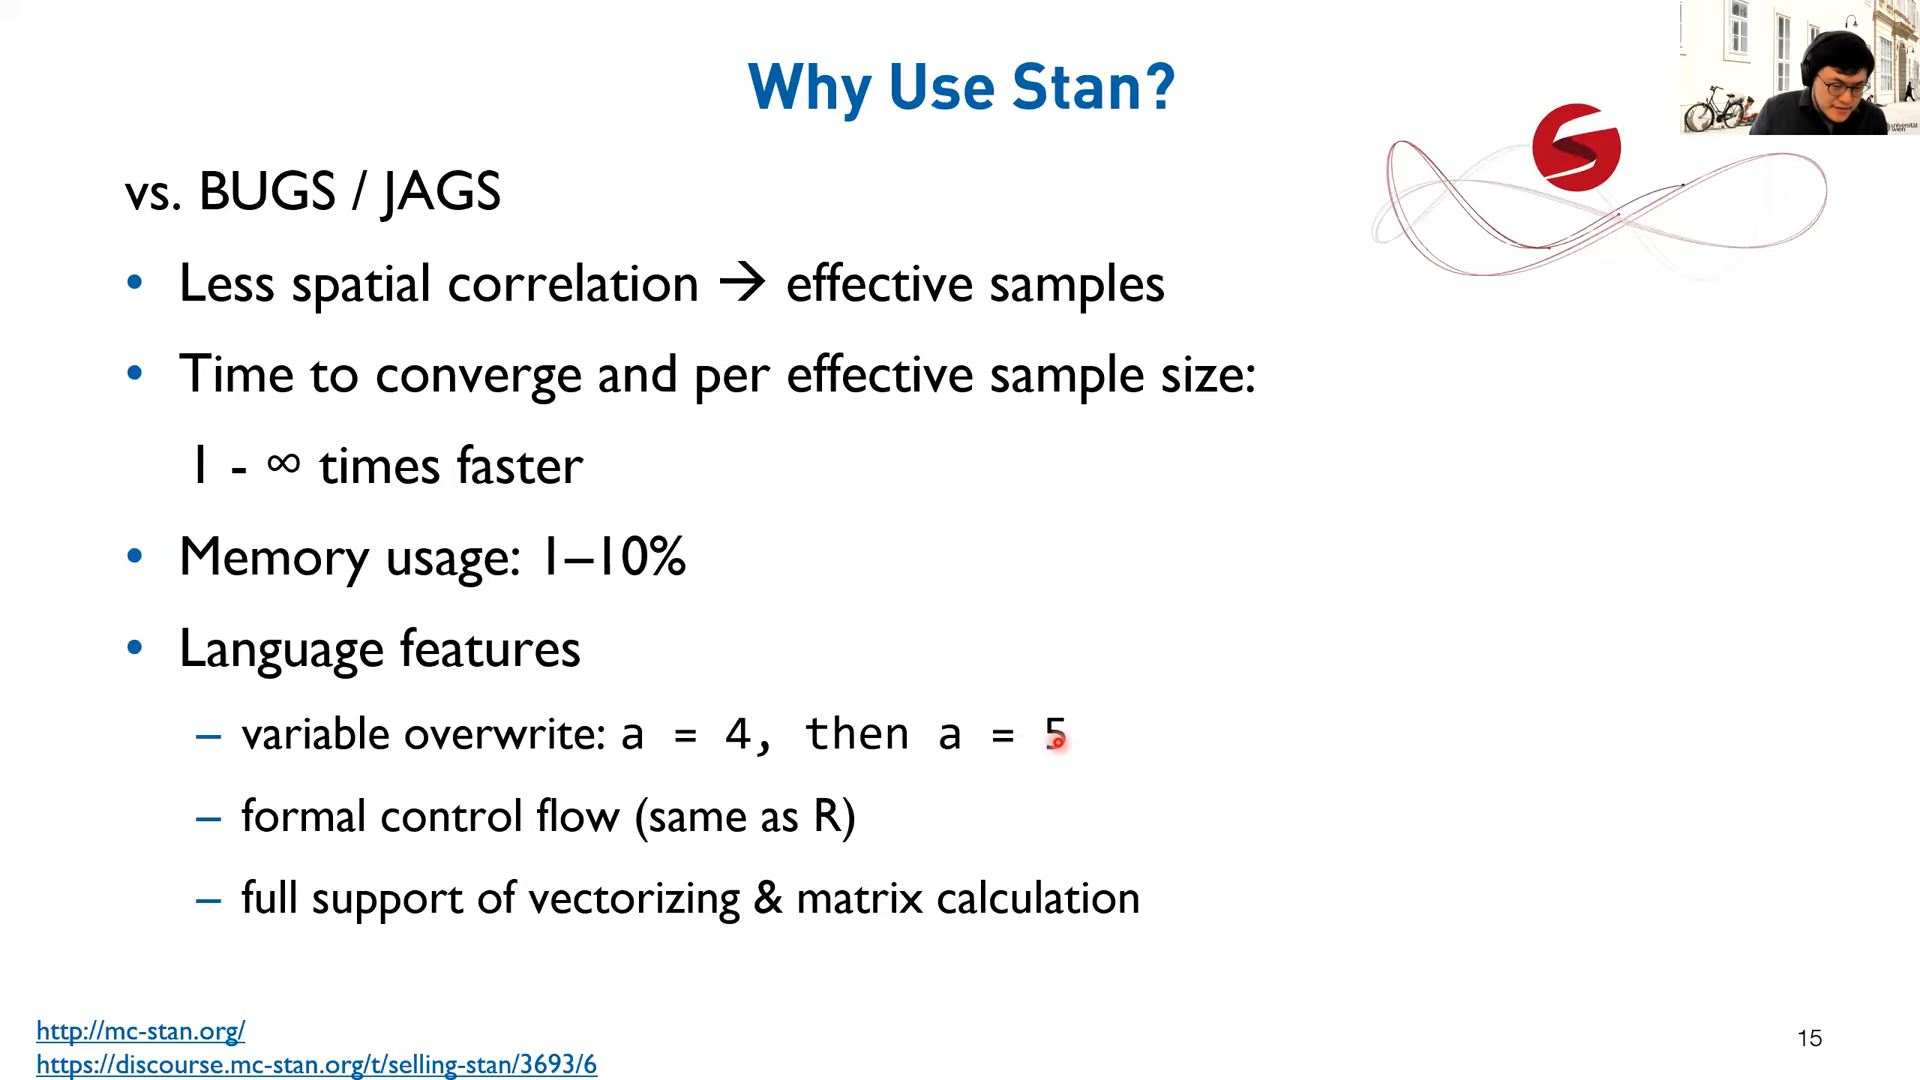 Why Use Stan?
vs. BUGS / JAGS
• Less spatial correlation → effective samples
• Time to converge and per effective sample size:
1 - ∞ times faster
• Memory usage: 1–10%
• Language features
– variable overwrite: a = 4, then a = 5
– formal control flow (same as R)
– full support of vectorizing & matrix calculation
http://mc-stan.org/
https://discourse.mc-stan.org/t/selling-stan/3693/6
15
universität
wien